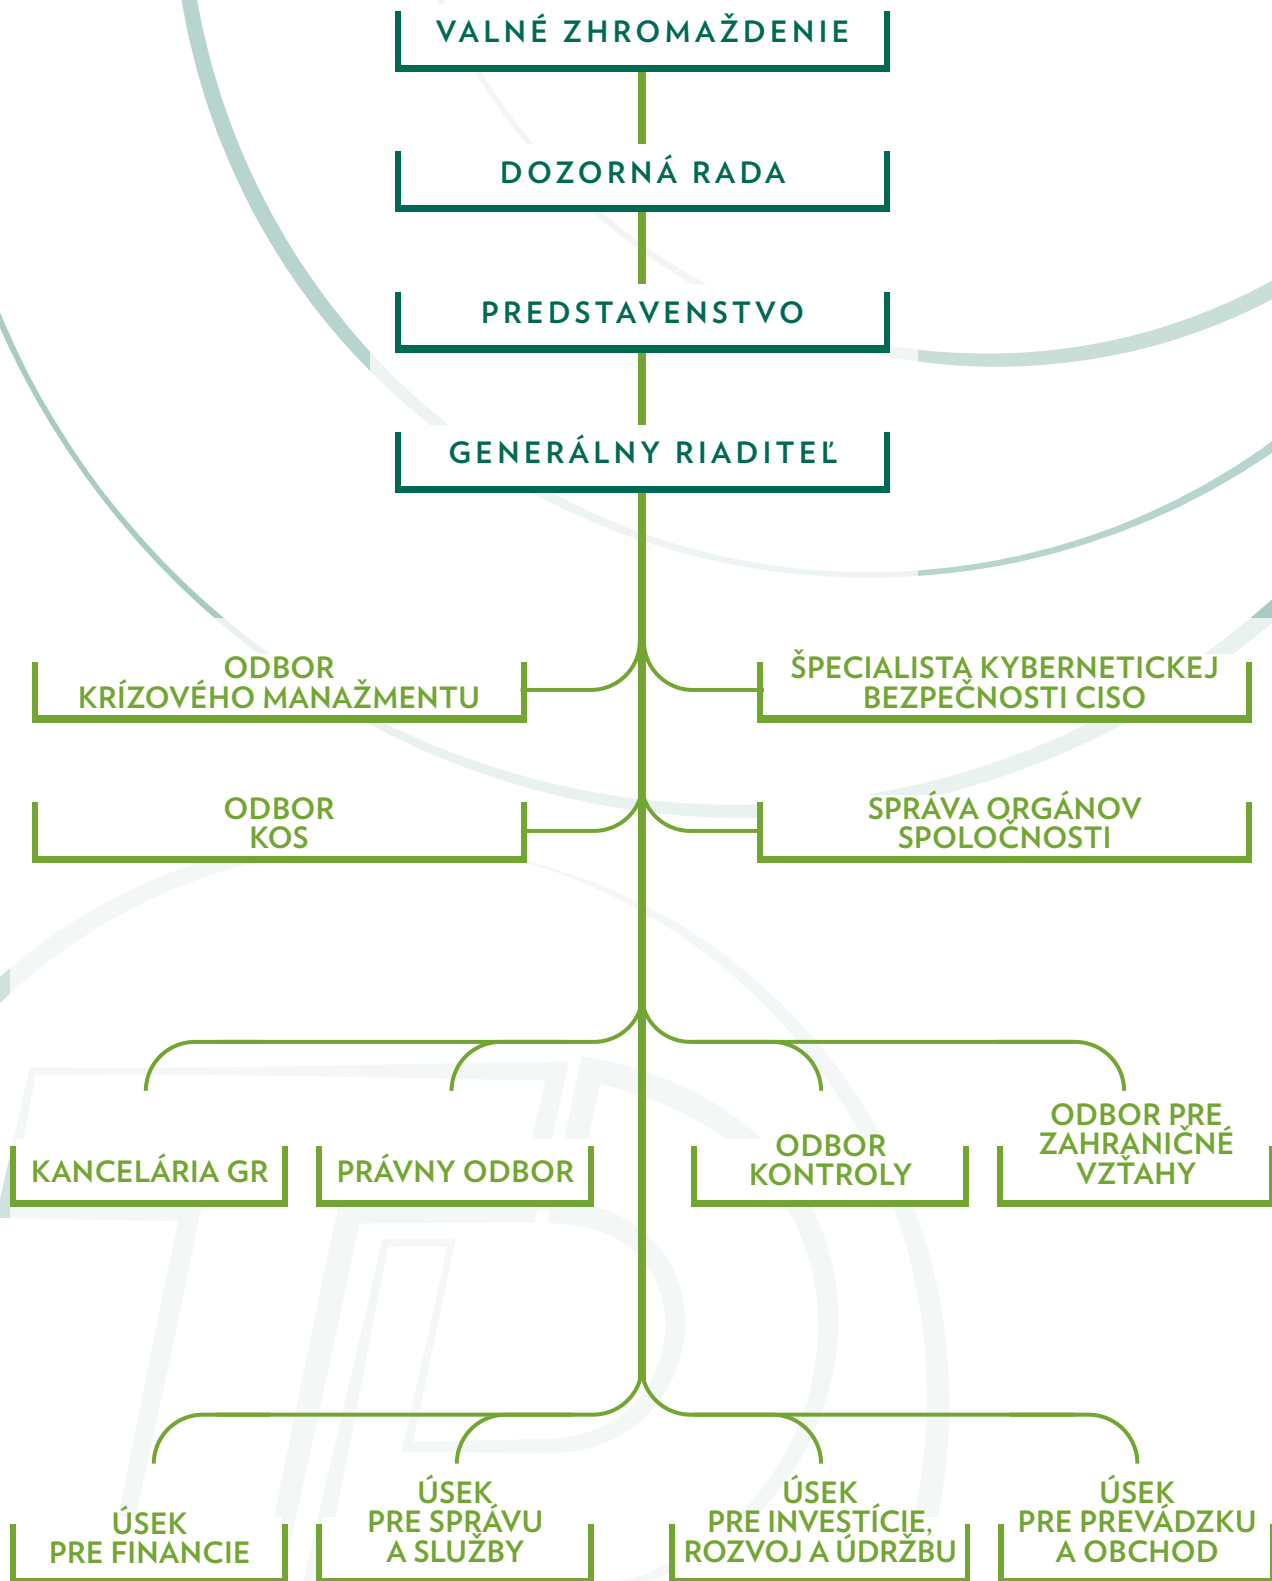 VALNÉ ZHROMAŽDENIE
DOZORNÁ RADA
PREDSTAVENSTVO
GENERÁLNY RIADITEĽ
ODBOR
KRÍZOVÉHO MANAŽMENTU
ŠPECIALISTA KYBERNETICKEJ
BEZPEČNOSTI CISO
ODBOR
KOS
SPRÁVA ORGÁNOV
SPOLOČNOSTI
KANCELÁRIA GR
PRÁVNY ODBOR
ODBOR
KONTROLY
ODBOR PRE
ZAHRANIČNÉ
VZŤAHY
ÚSEK
PRE FINANCIE
ÚSEK
PRE SPRÁVU
A SLUŽBY
ÚSEK
PRE INVESTÍCIE,
ROZVOJ A ÚDRŽBU
ÚSEK
PRE PREVÁDZKU
A OBCHOD